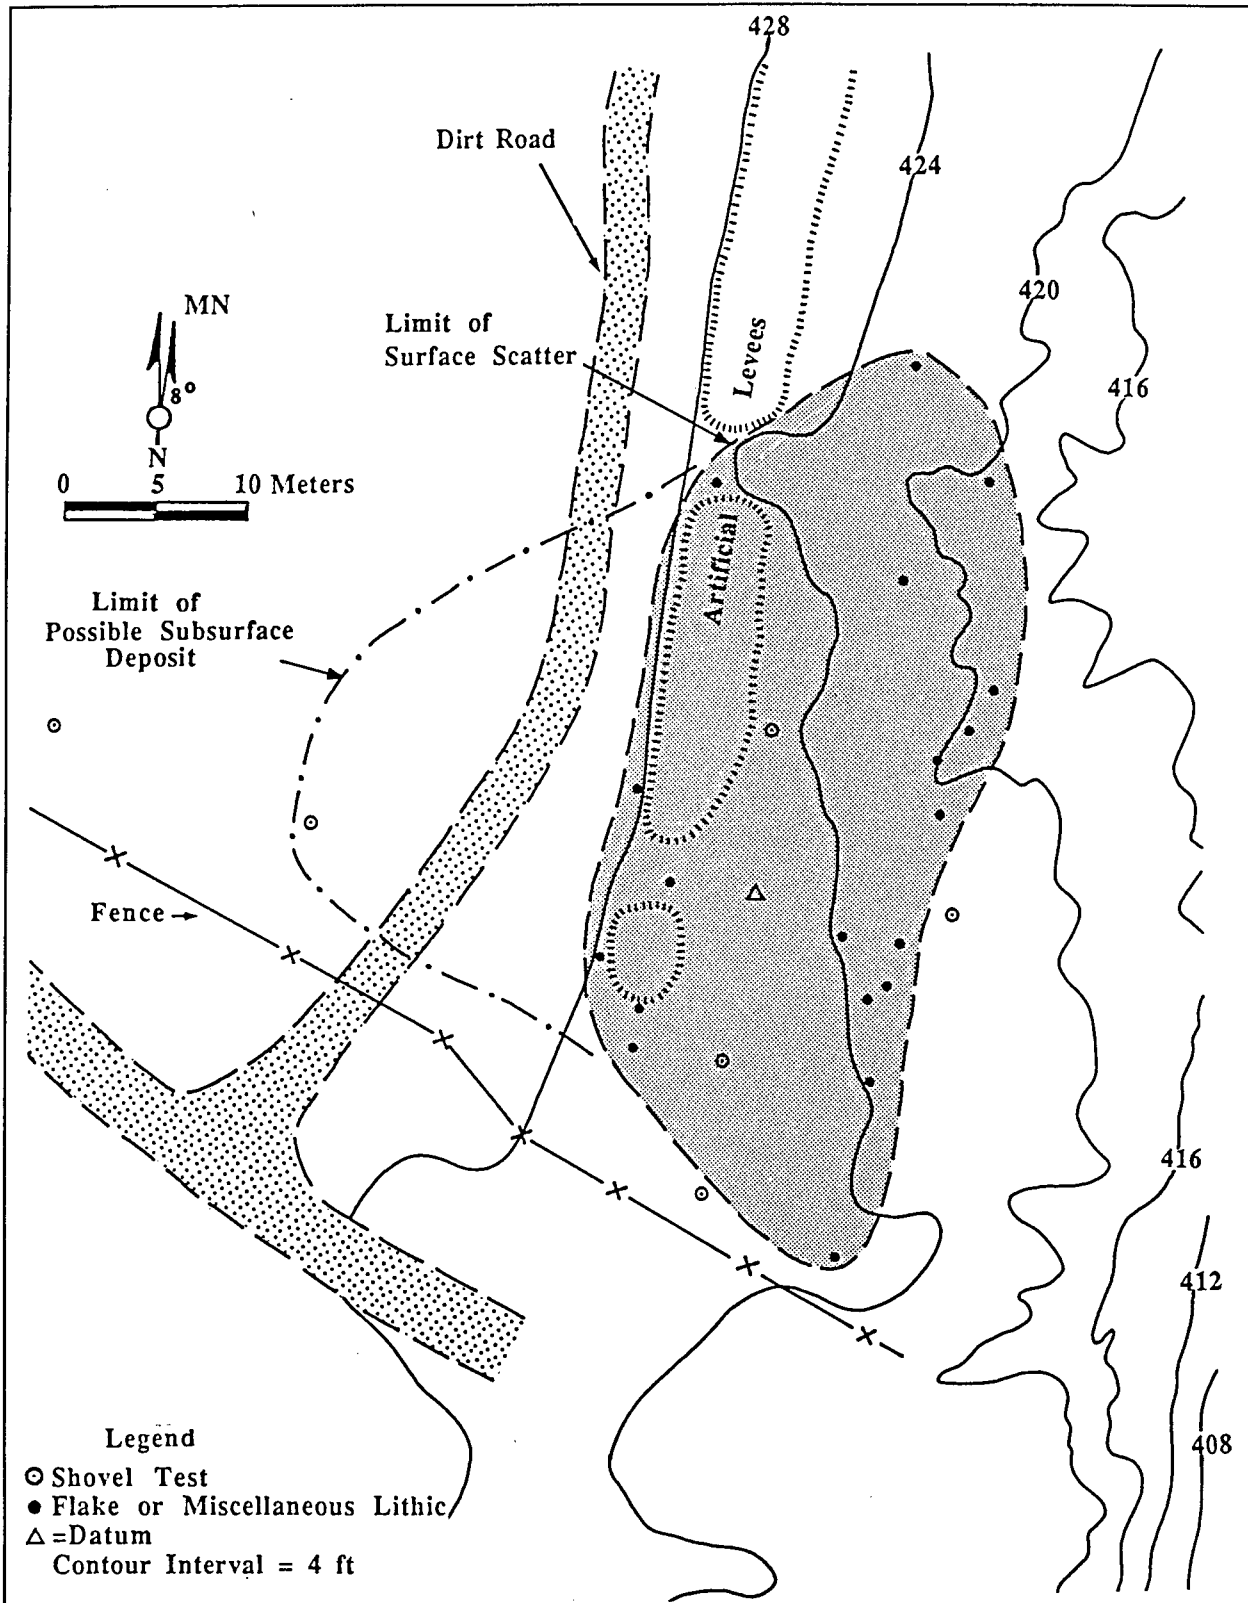 428
Dirt Road
424
420
MN
8°
N
Limit of
Surface Scatter
Levees
416
0 5 10 Meters
Artificial
Limit of
Possible Subsurface
Deposit
Fence
416
412
408
Legend
Shovel Test
Flake or Miscellaneous Lithic
=Datum
Contour Interval = 4 ft